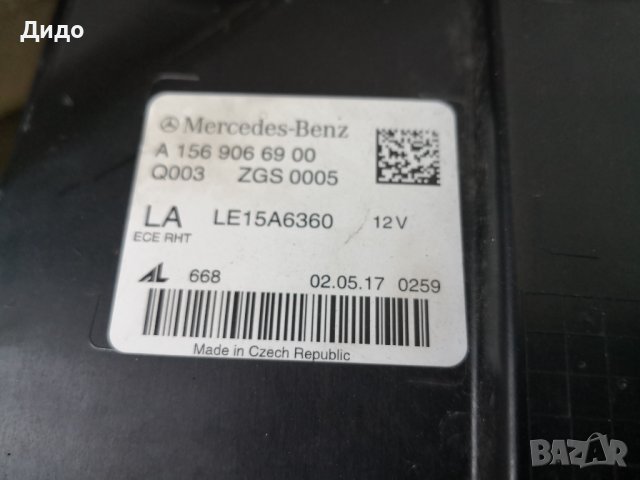 Дидо
Mercedes-Benz
A 156 906 69 00
Q003 ZGS 0005
LA LE15A6360 12V
ECE RHT
AL 668 02.05.17 0259
Made in Czech Republic
BAZAR